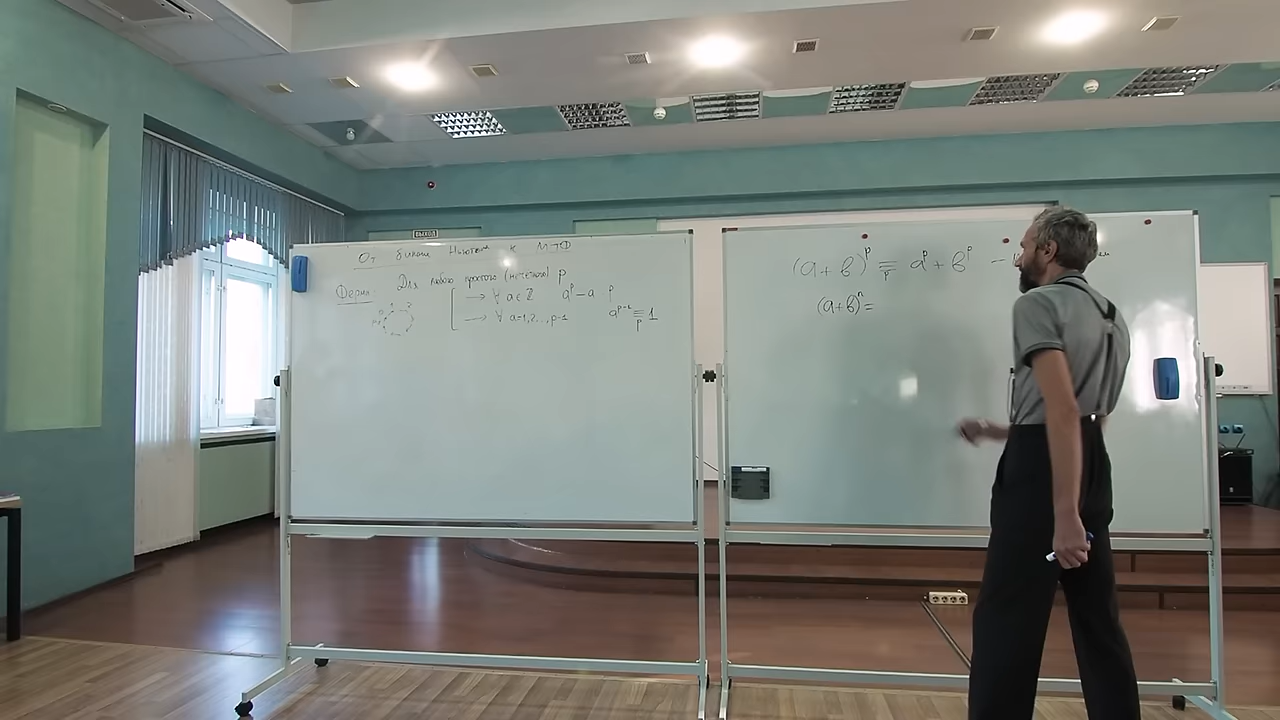 От бинома Ньютона к МТФ
Ферма: Для любого простого (нечетного) p
→ ∀ a∈ℤ a^p − a ⋮ p
→ ∀ a=1,2,…,p-1 a^{p-1} ≡_p 1
(a+b)^p ≡_p a^p + b^p –
(a+b)^n =